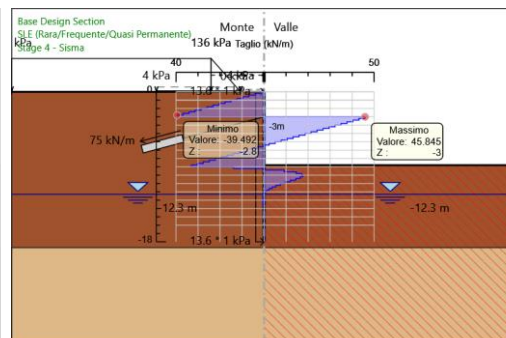 Base Design Section
SLE (Rara/Frequente/Quasi Permanente)
Stage 4 - Sisma
Monte Valle
kPa
136 kPa Taglio [kN/m]
40 50
4 kPa
0
13.6 * 1 kPa
-3m
75 kN/m
Minimo
Valore: -39.492
Z : -2.8
Massimo
Valore: 45.845
Z : -3
-12.3 m -12.3 m
-18 13.6 * 1 kPa